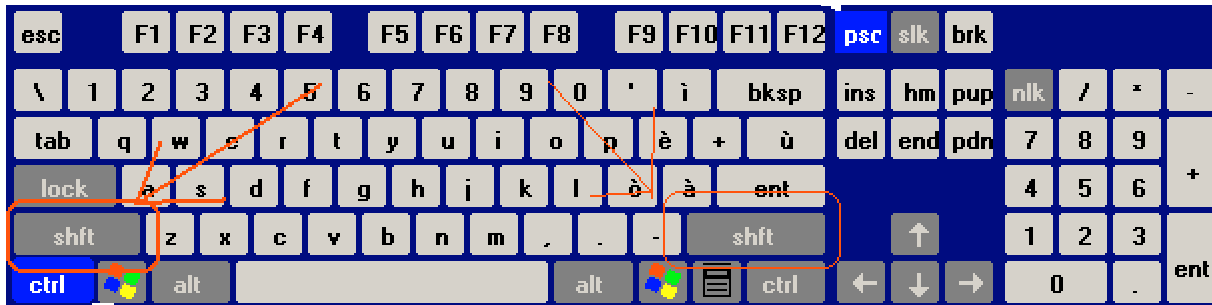 esc F1 F2 F3 F4 F5 F6 F7 F8 F9 F10 F11 F12 psc slk brk
\ 1 2 3 4 5 6 7 8 9 0 ' ì bksp ins hm pup nlk / * -
tab q w e r t y u i o p è + ù del end pdn 7 8 9 +
lock a s d f g h j k l ò à ent 4 5 6
shft z x c v b n m , . - shft ↑ 1 2 3 ent
ctrl alt alt ctrl ← ↓ → 0 .